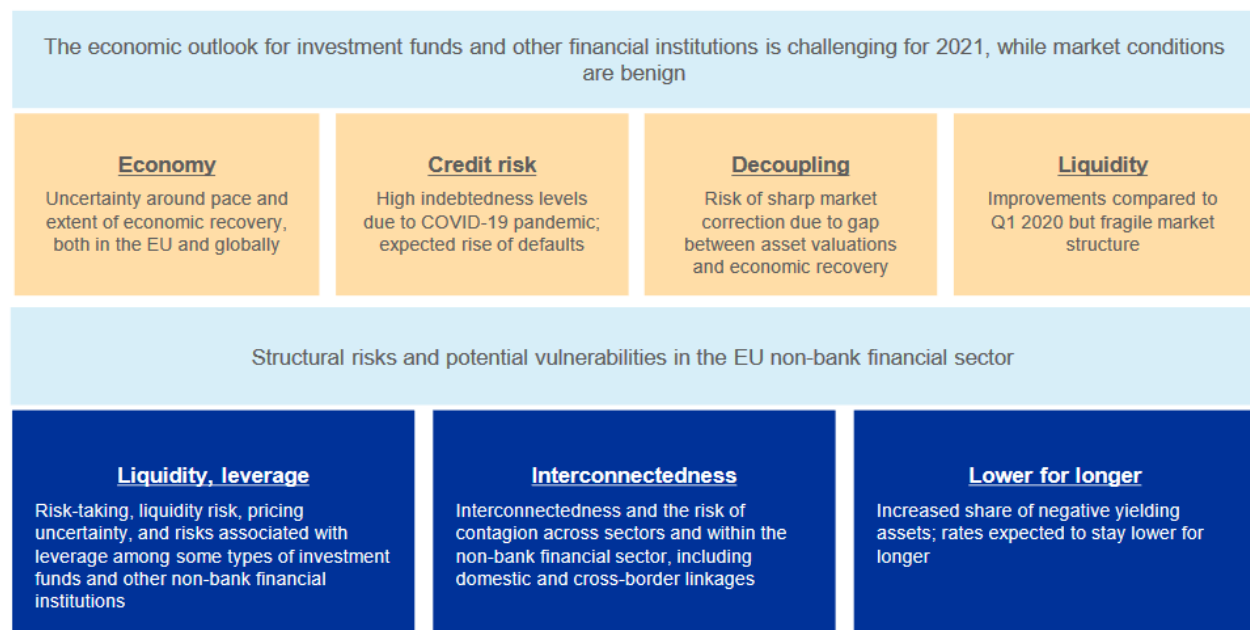 The economic outlook for investment funds and other financial institutions is challenging for 2021, while market conditions
are benign
Economy
Uncertainty around pace and
extent of economic recovery,
both in the EU and globally
Credit risk
High indebtedness levels
due to COVID-19 pandemic;
expected rise of defaults
Decoupling
Risk of sharp market
correction due to gap
between asset valuations
and economic recovery
Liquidity
Improvements compared to
Q1 2020 but fragile market
structure
Structural risks and potential vulnerabilities in the EU non-bank financial sector
Liquidity, leverage
Risk-taking, liquidity risk, pricing
uncertainty, and risks associated with
leverage among some types of investment
funds and other non-bank financial
institutions
Interconnectedness
Interconnectedness and the risk of
contagion across sectors and within the
non-bank financial sector, including
domestic and cross-border linkages
Lower for longer
Increased share of negative yielding
assets; rates expected to stay lower for
longer